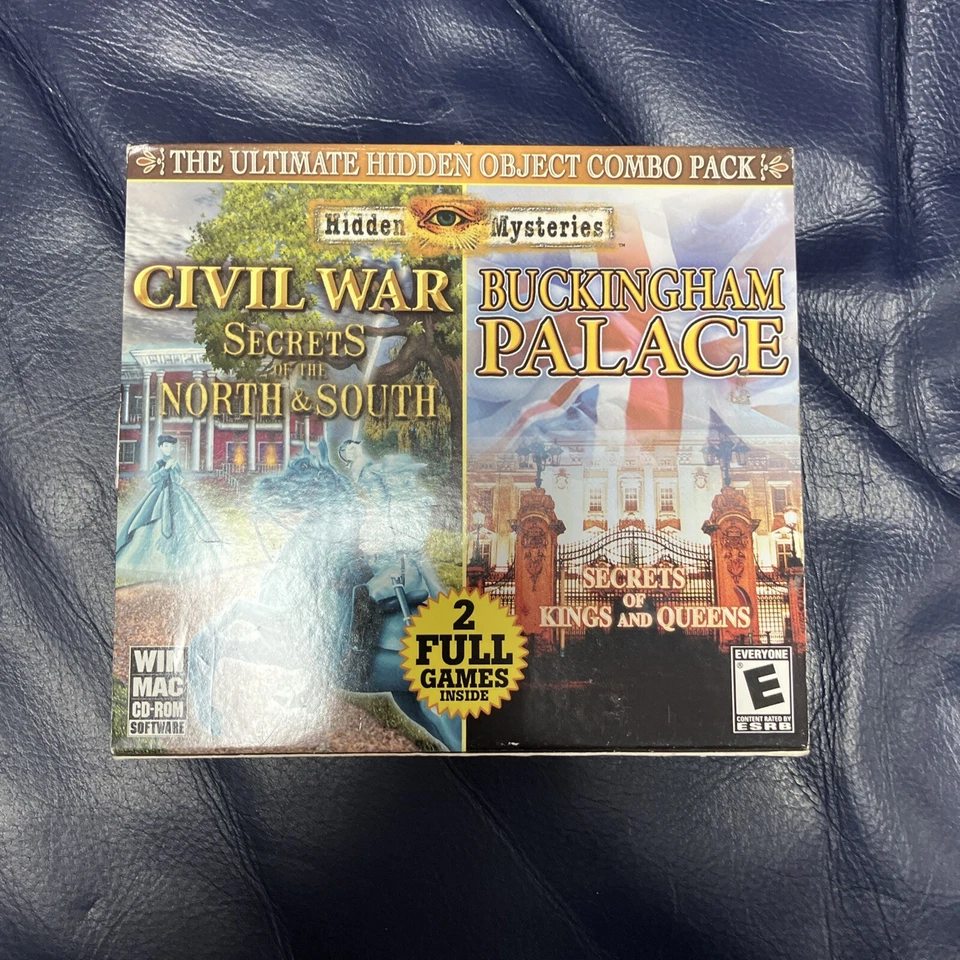 THE ULTIMATE HIDDEN OBJECT COMBO PACK
Hidden Mysteries™
CIVIL WAR
SECRETS
OF THE
NORTH & SOUTH
BUCKINGHAM
PALACE
SECRETS
OF
KINGS AND QUEENS
2
FULL
GAMES
INSIDE
WIN
MAC
CD-ROM
SOFTWARE
EVERYONE
E
CONTENT RATED BY
ESRB